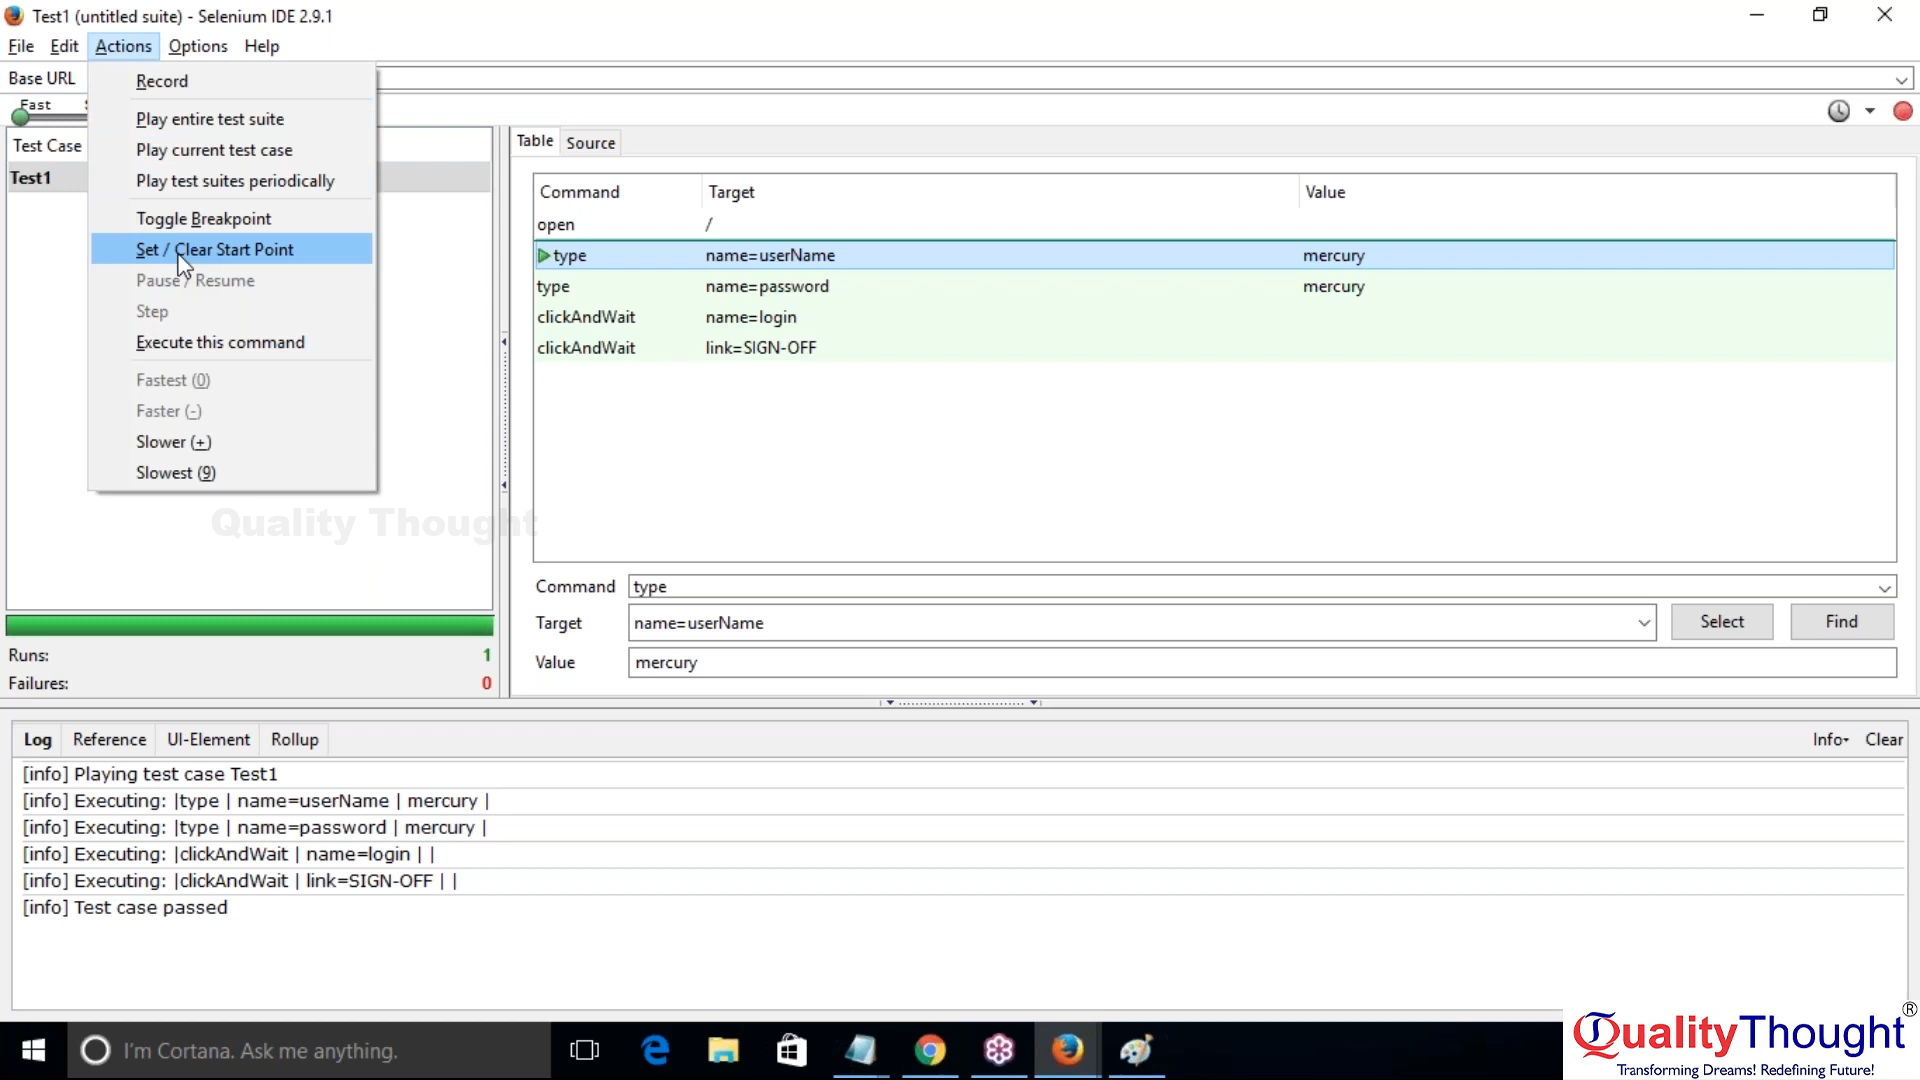 Test1 (untitled suite) - Selenium IDE 2.9.1
File Edit Actions Options Help
Base URL
Fast
Record
Play entire test suite
Play current test case
Play test suites periodically
Toggle Breakpoint
Set / Clear Start Point
Pause / Resume
Step
Execute this command
Fastest (0)
Faster (-)
Slower (+)
Slowest (9)
Test Case
Test1
Quality Thought
Runs: 1
Failures: 0
Table Source
Command Target Value
open /
type name=userName mercury
type name=password mercury
clickAndWait name=login
clickAndWait link=SIGN-OFF
Command type
Target name=userName Select Find
Value mercury
Log Reference UI-Element Rollup Info Clear
[info] Playing test case Test1
[info] Executing: |type | name=userName | mercury |
[info] Executing: |type | name=password | mercury |
[info] Executing: |clickAndWait | name=login | |
[info] Executing: |clickAndWait | link=SIGN-OFF | |
[info] Test case passed
I'm Cortana. Ask me anything.
QualityThought®
Transforming Dreams! Redefining Future!